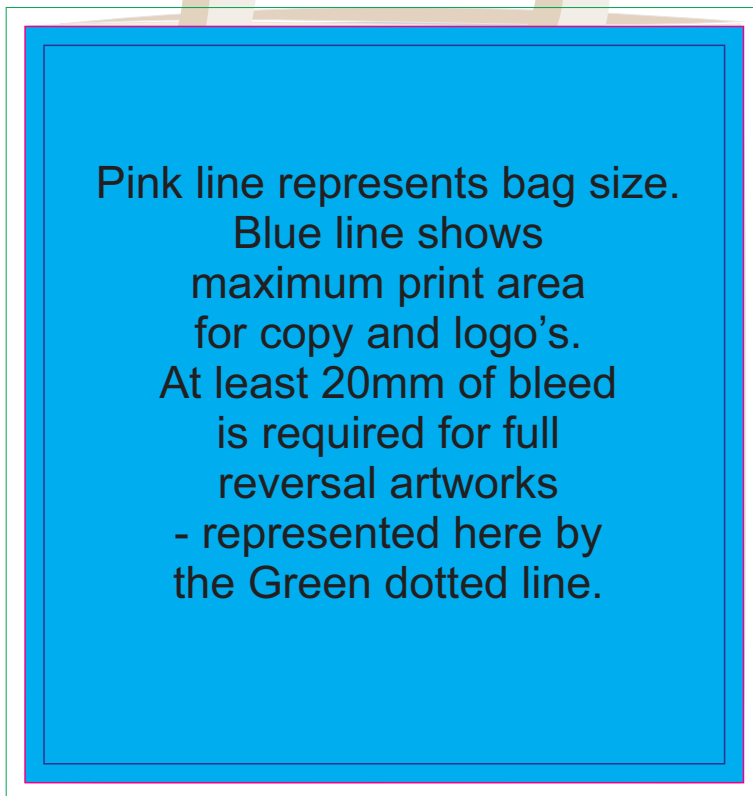 Pink line represents bag size.
Blue line shows
maximum print area
for copy and logo’s.
At least 20mm of bleed
is required for full
reversal artworks
- represented here by
the Green dotted line.